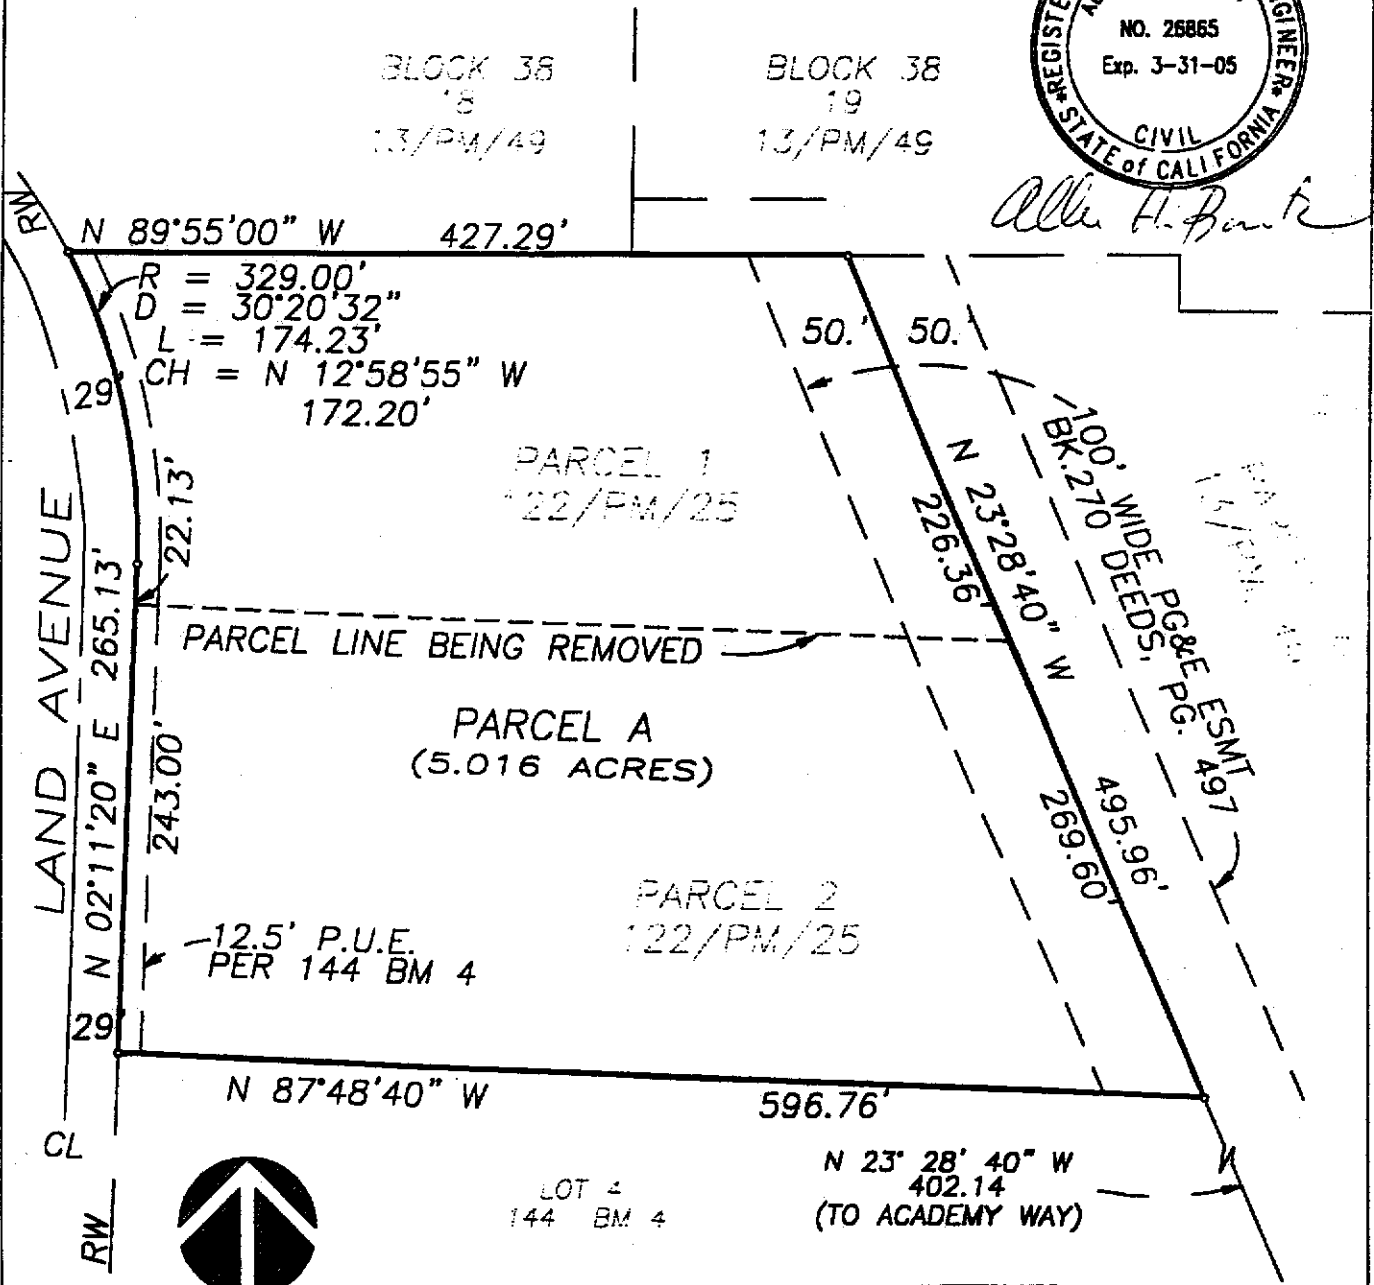 BLOCK 38
13/PM/49
BLOCK 38
19
13/PM/49
NO. 26865
Exp. 3-31-05
CIVIL
STATE of CALIFORNIA
RW
N 89°55'00" W 427.29'
R = 329.00'
D = 30°20'32"
L = 174.23'
CH = N 12°58'55" W
172.20'
50.' 50.'
29'
22.13'
PARCEL 1
122/PM/25
N 23°28'40" W
226.36'
100' WIDE PG&E ESMT
BK.270 DEEDS, PG. 497
LAND AVENUE
N 02°11'20" E 265.13'
PARCEL LINE BEING REMOVED
PARCEL A
(5.016 ACRES)
243.00'
495.96'
269.60'
PARCEL 2
122/PM/25
12.5' P.U.E.
PER 144 BM 4
29'
N 87°48'40" W 596.76'
CL
RW
LOT 4
144 BM 4
N 23° 28' 40" W
402.14
(TO ACADEMY WAY)